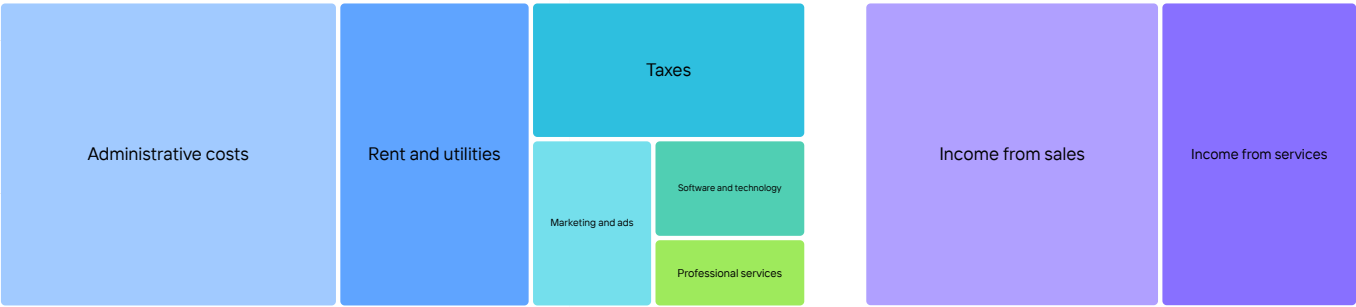 Administrative costs
Rent and utilities
Taxes
Marketing and ads
Software and technology
Professional services
Income from sales
Income from services